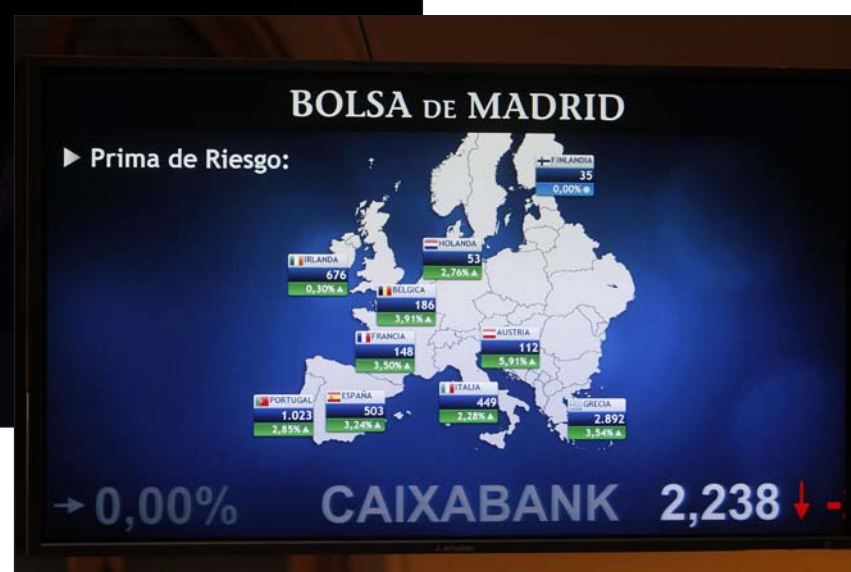 BOLSA DE MADRID
Prima de Riesgo:
FINLANDIA
35
0,00%
HOLANDA
53
2,76%
IRLANDA
676
0,30%
BÉLGICA
186
3,91%
FRANCIA
148
3,50%
AUSTRIA
112
5,91%
ITALIA
449
2,28%
PORTUGAL
1.023
2,85%
ESPAÑA
503
3,24%
GRECIA
2.892
3,54%
0,00% CAIXABANK 2,238 -